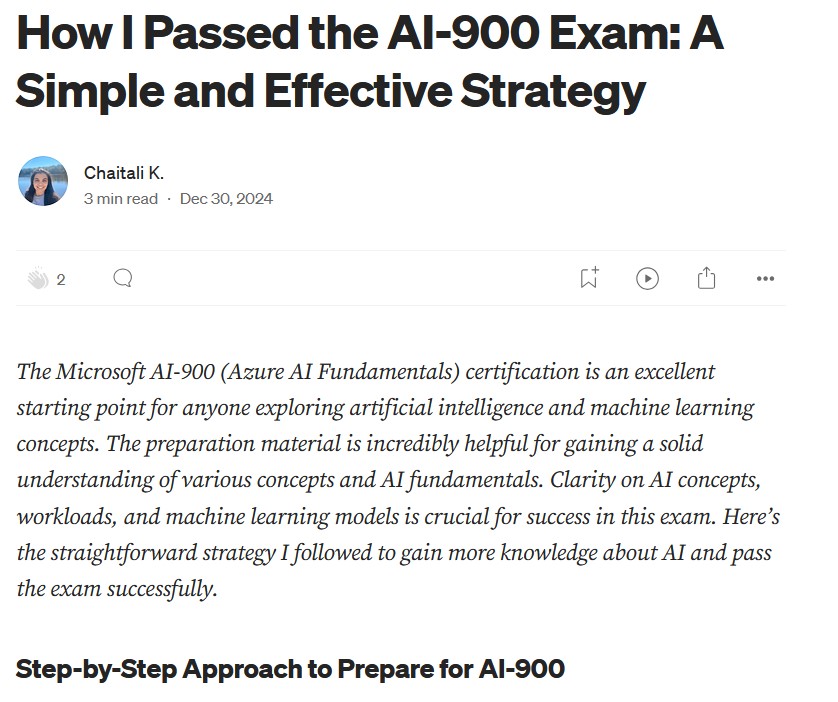 How I Passed the AI-900 Exam: A
Simple and Effective Strategy
Chaitali K.
3 min read · Dec 30, 2024
2
The Microsoft AI-900 (Azure AI Fundamentals) certification is an excellent
starting point for anyone exploring artificial intelligence and machine learning
concepts. The preparation material is incredibly helpful for gaining a solid
understanding of various concepts and AI fundamentals. Clarity on AI concepts,
workloads, and machine learning models is crucial for success in this exam. Here’s
the straightforward strategy I followed to gain more knowledge about AI and pass
the exam successfully.
Step-by-Step Approach to Prepare for AI-900